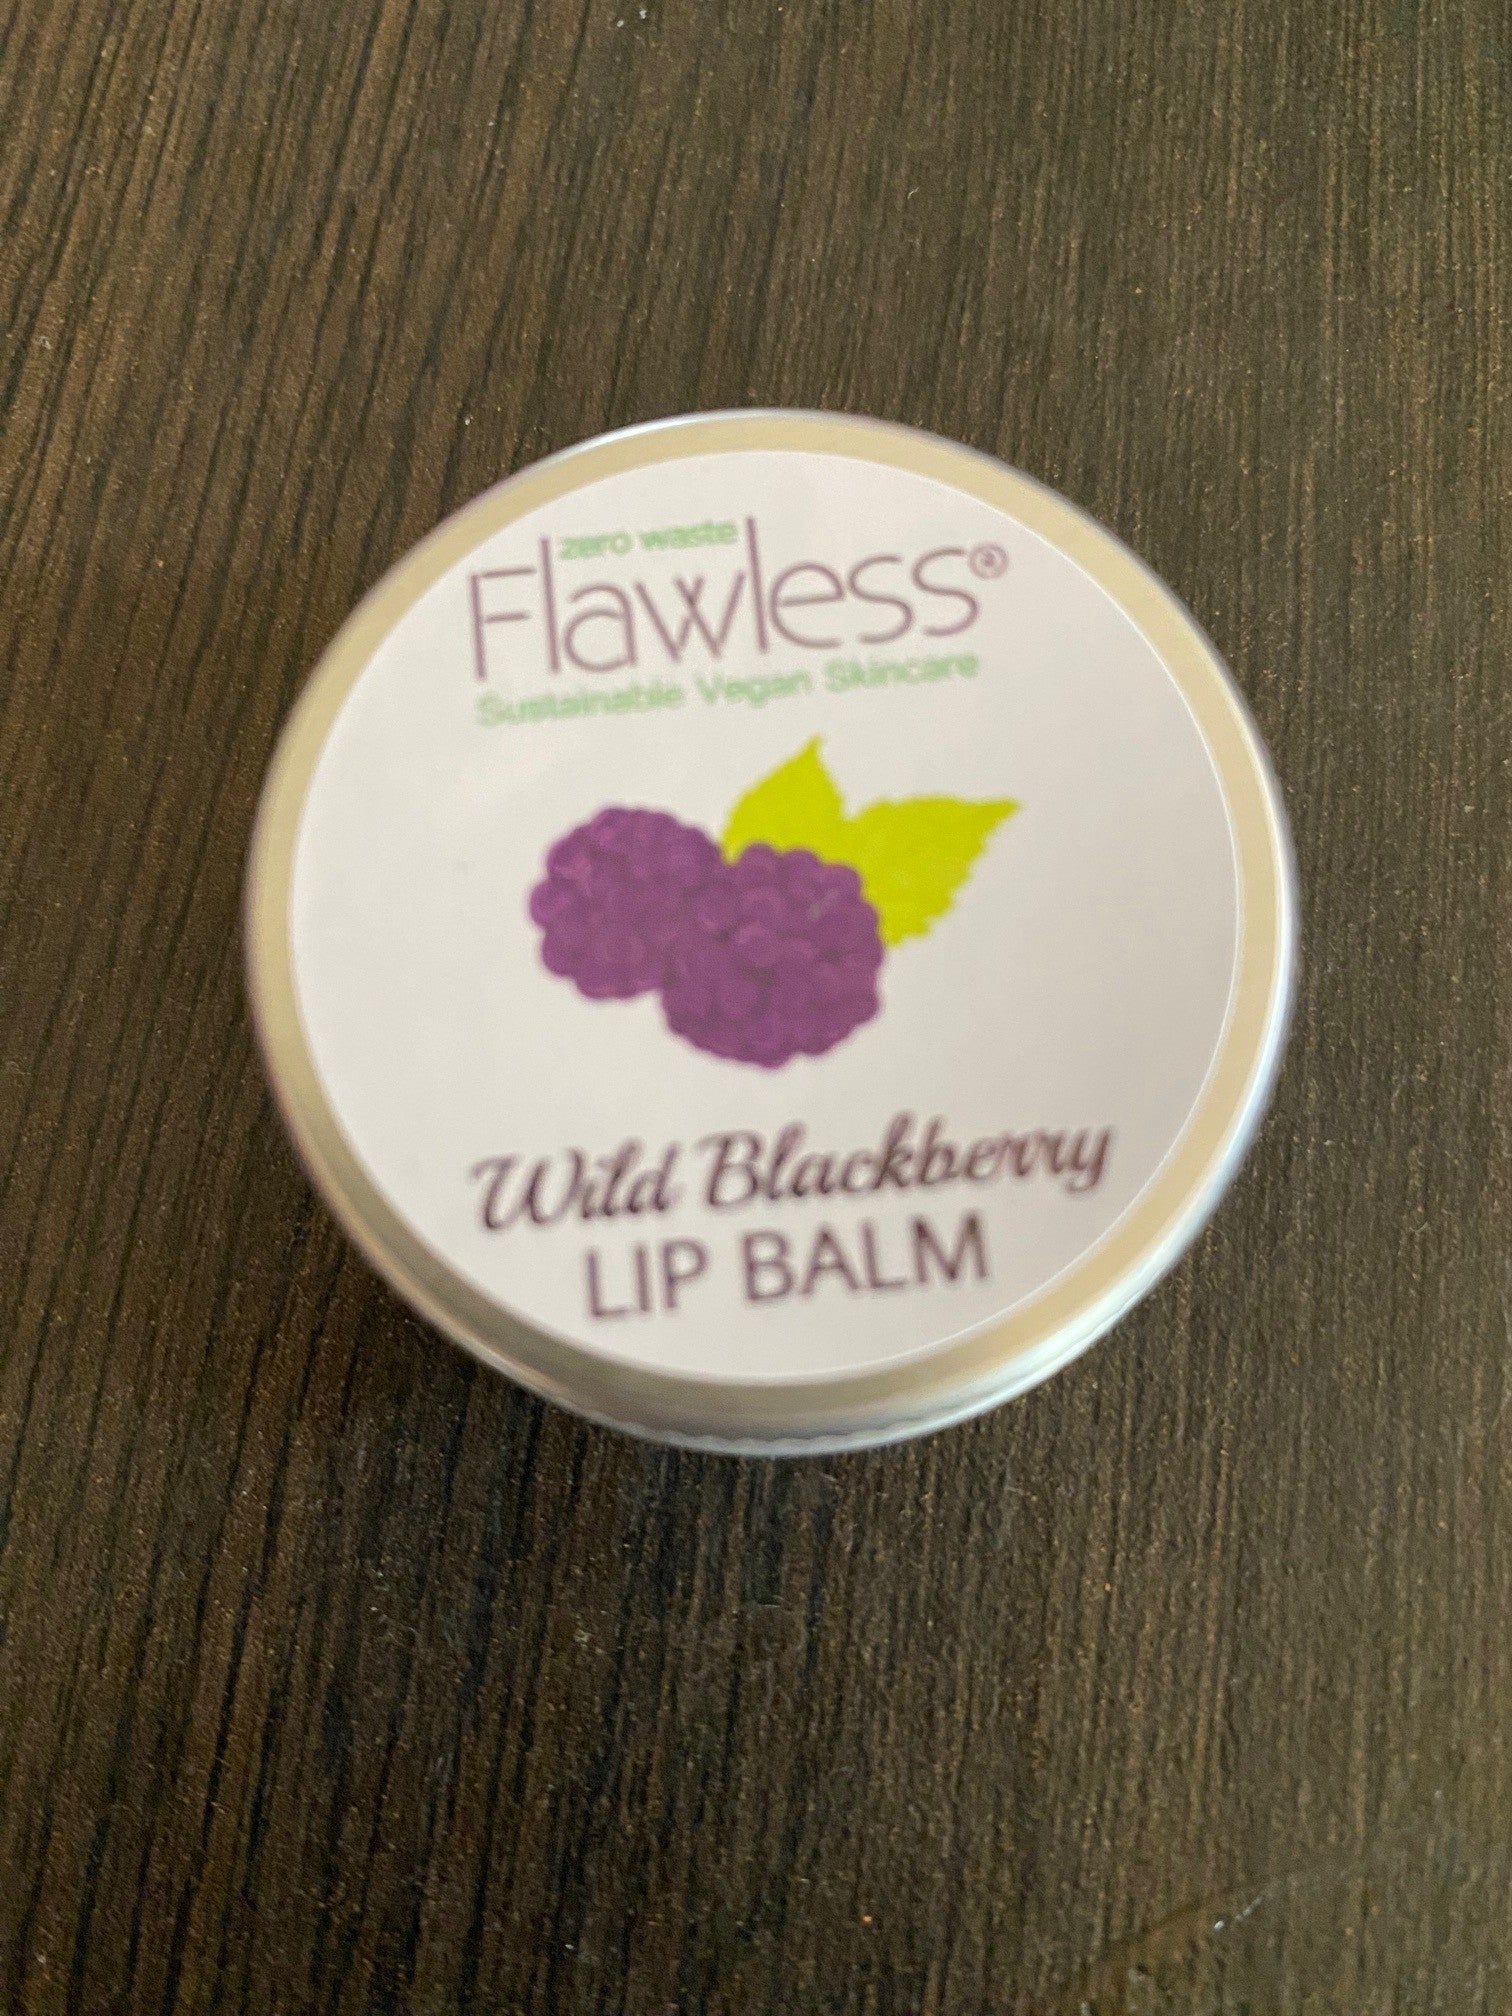 zero waste
Flawless®
Sustainable Vegan Skincare
Wild Blackberry
LIP BALM